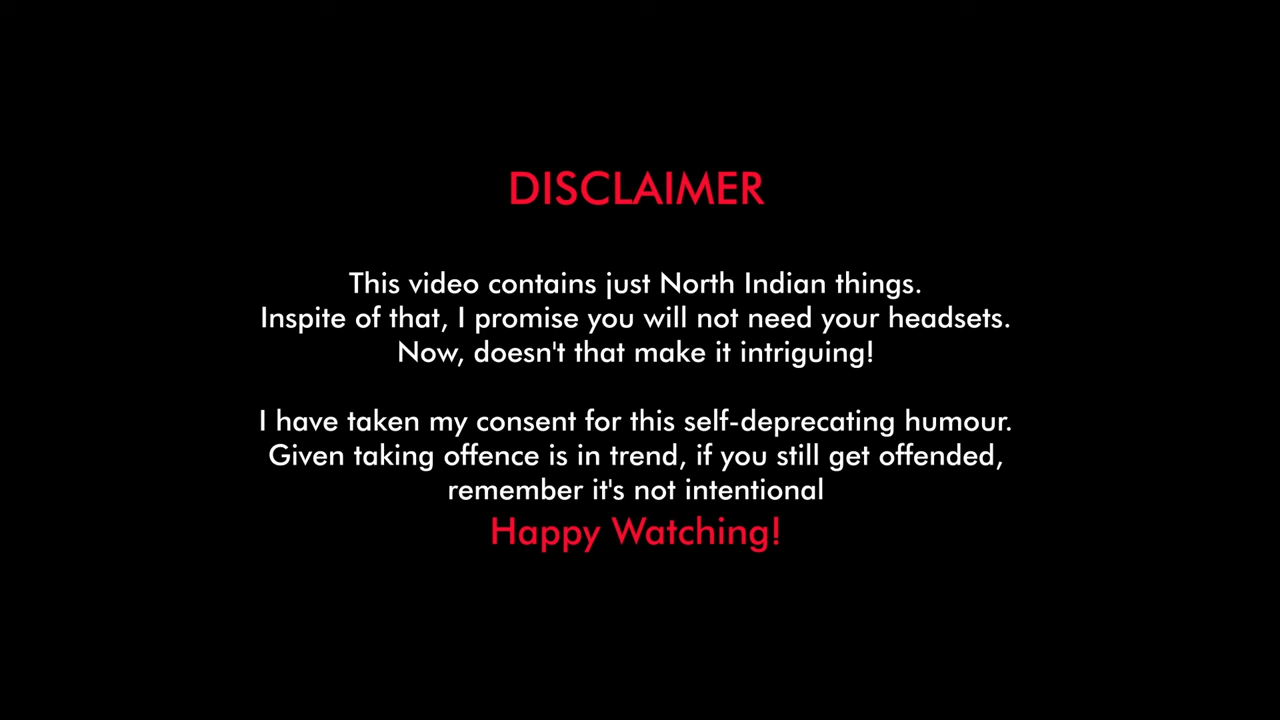 DISCLAIMER
This video contains just North Indian things.
Inspite of that, I promise you will not need your headsets.
Now, doesn't that make it intriguing!
I have taken my consent for this self-deprecating humour.
Given taking offence is in trend, if you still get offended,
remember it's not intentional
Happy Watching!